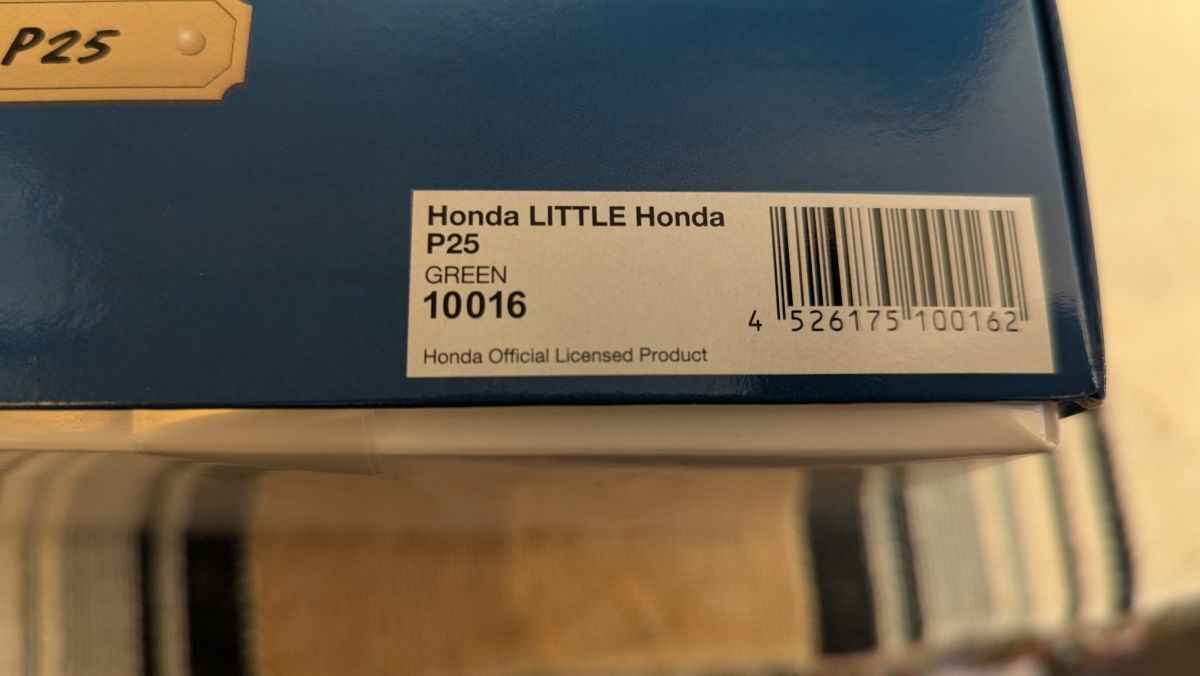 P25
Honda LITTLE Honda
P25
GREEN
10016
Honda Official Licensed Product
4 526175 100162